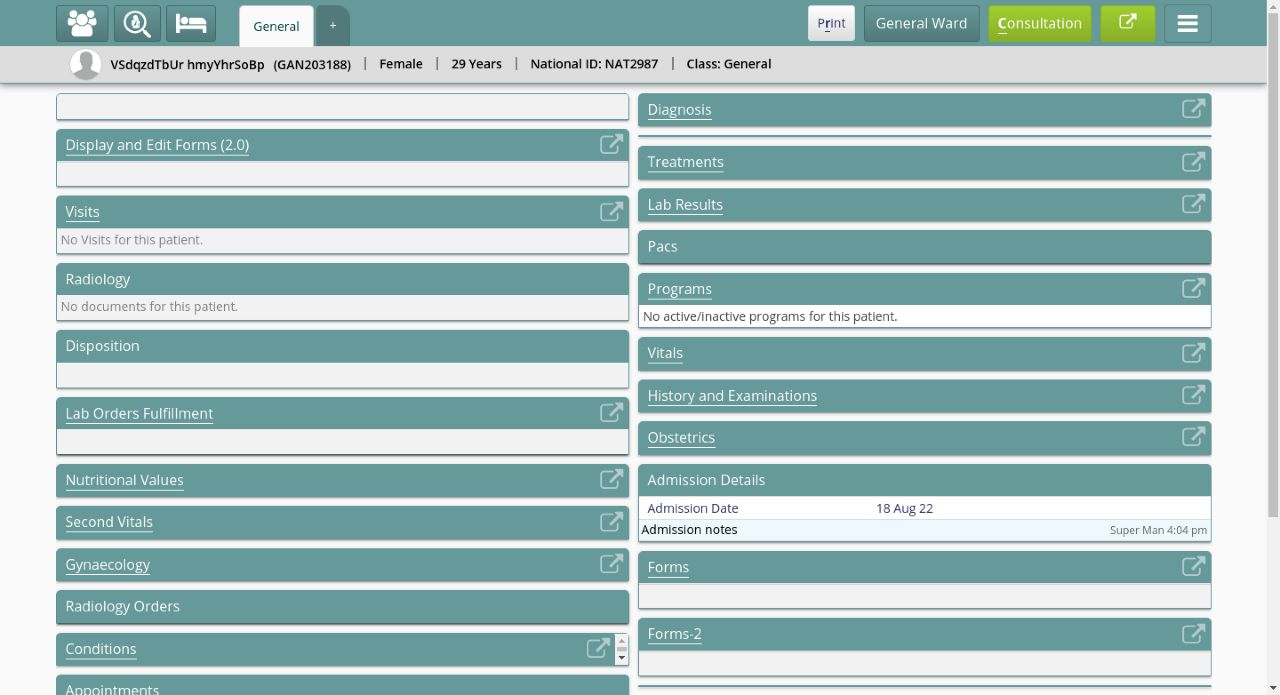 General
+
Print
General Ward
Consultation
VSdqzdTbUr hmyYhrSoBp (GAN203188) | Female | 29 Years | National ID: NAT2987 | Class: General
Display and Edit Forms (2.0)
Visits
No Visits for this patient.
Radiology
No documents for this patient.
Disposition
Lab Orders Fulfillment
Nutritional Values
Second Vitals
Gynaecology
Radiology Orders
Conditions
Appointments
Diagnosis
Treatments
Lab Results
Pacs
Programs
No active/inactive programs for this patient.
Vitals
History and Examinations
Obstetrics
Admission Details
Admission Date 18 Aug 22
Admission notes Super Man 4:04 pm
Forms
Forms-2